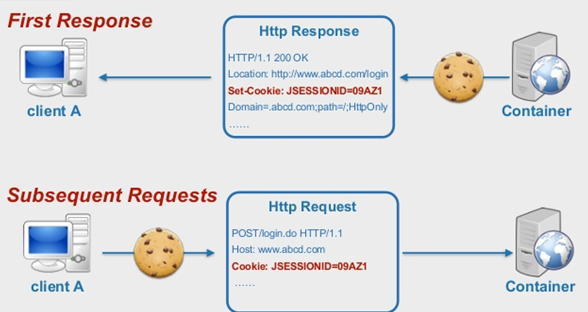 First Response
Http Response
HTTP/1.1 200 OK
Location: http://www.abcd.com/login
Set-Cookie: JSESSIONID=09AZ1
Domain=.abcd.com;path=/;HttpOnly
......
client A
Container
Subsequent Requests
Http Request
POST/login.do HTTP/1.1
Host: www.abcd.com
Cookie: JSESSIONID=09AZ1
......
client A
Container